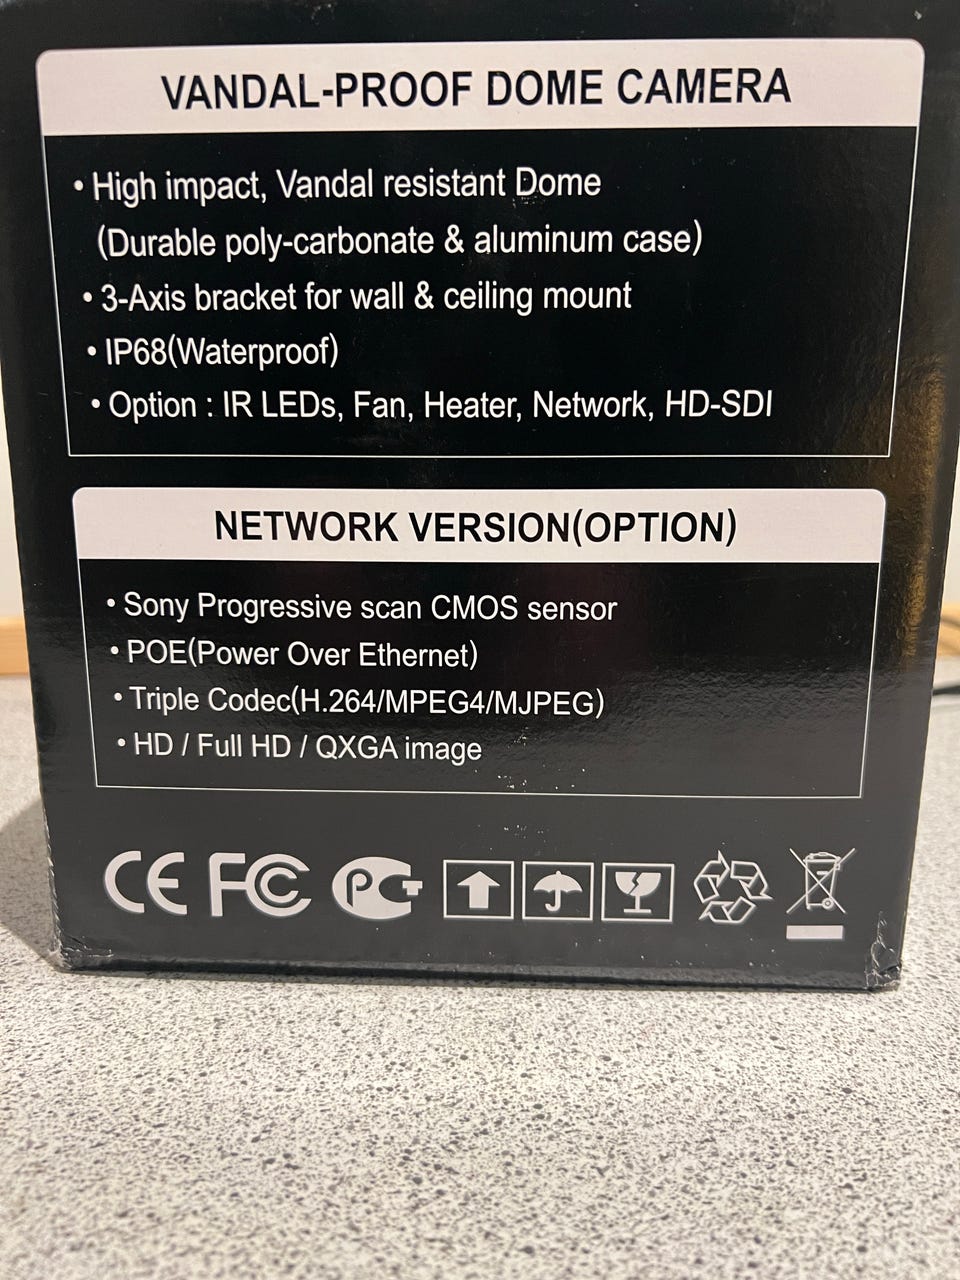 VANDAL-PROOF DOME CAMERA
• High impact, Vandal resistant Dome
(Durable poly-carbonate & aluminum case)
• 3-Axis bracket for wall & ceiling mount
• IP68(Waterproof)
• Option : IR LEDs, Fan, Heater, Network, HD-SDI
NETWORK VERSION(OPTION)
• Sony Progressive scan CMOS sensor
• POE(Power Over Ethernet)
• Triple Codec(H.264/MPEG4/MJPEG)
• HD / Full HD / QXGA image
CE FC PG